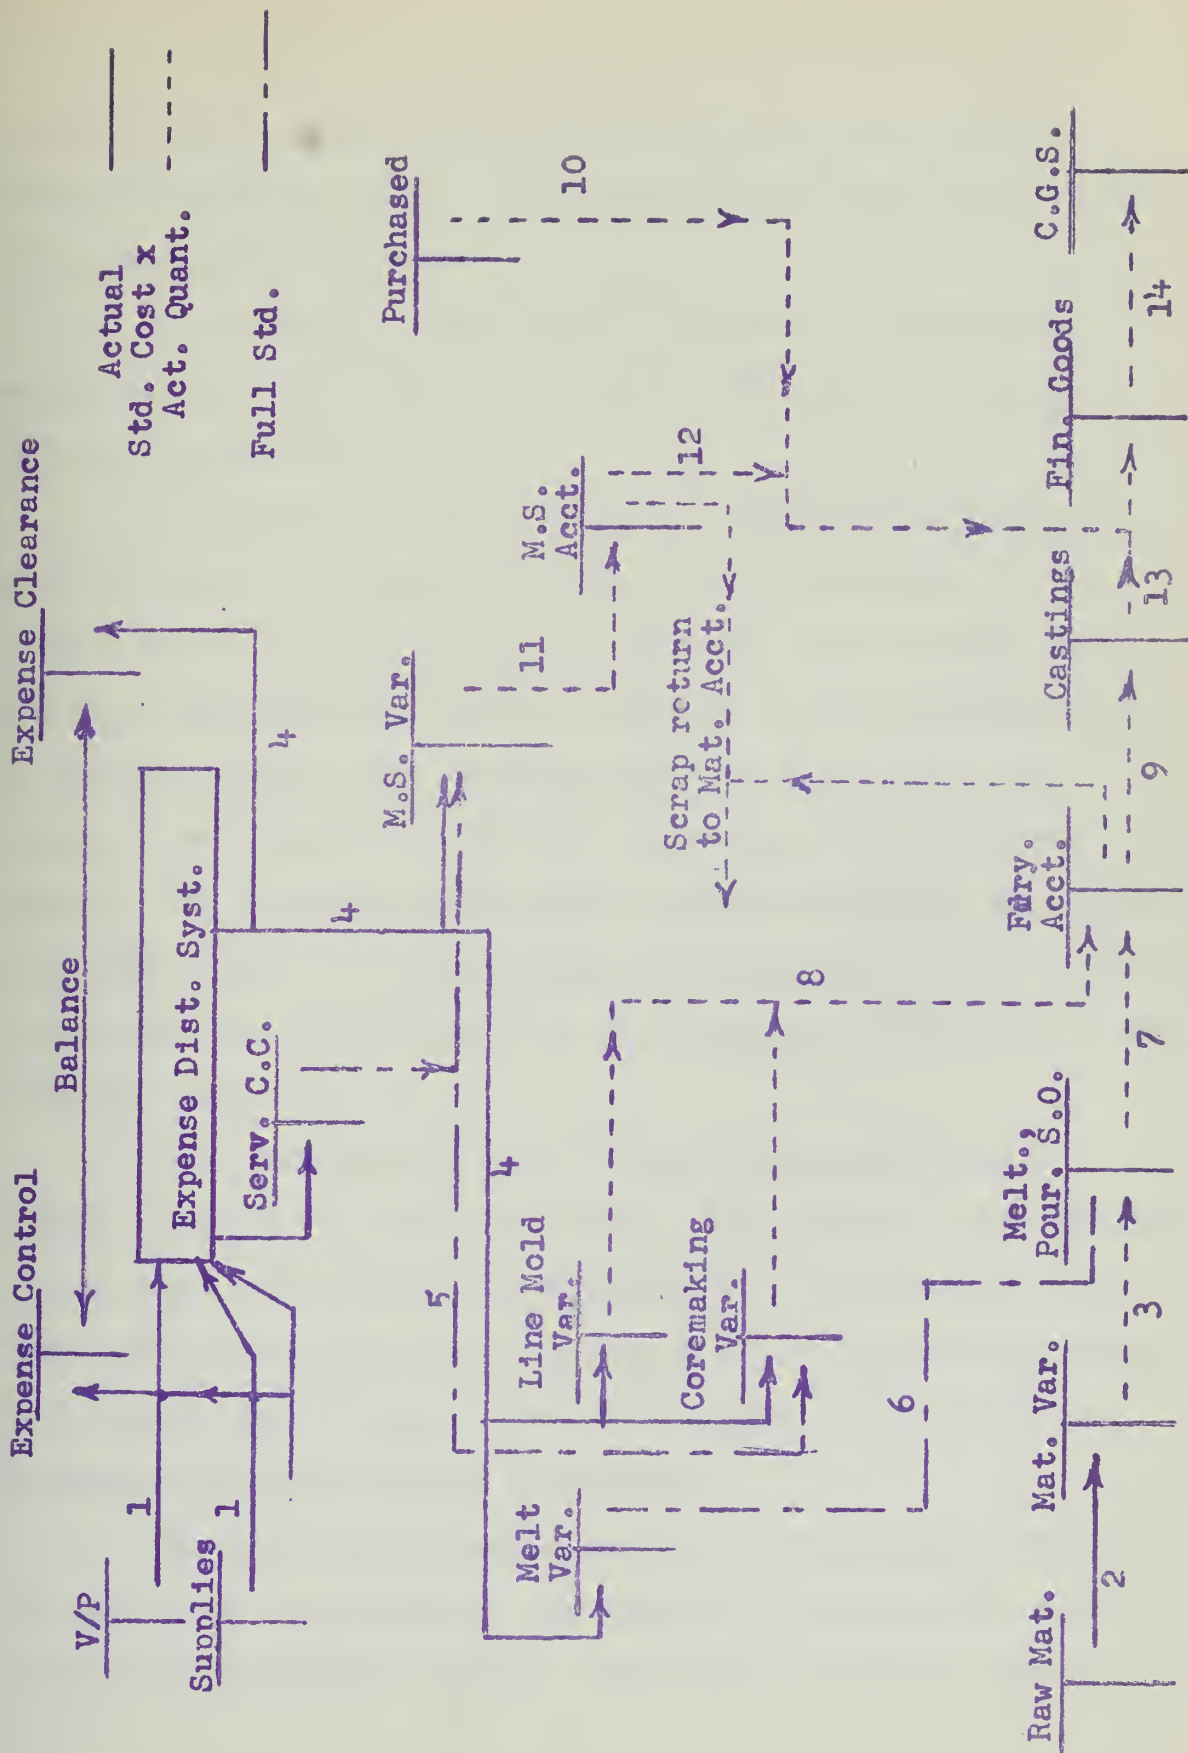 Expense Control
Balance
Expense Clearance
V/P
1
Supplies
1
Expense Dist. Syst.
4
Actual
Std. Cost x
Act. Quant.
Full Std.
Serv. C.C.
4
M.S. Var.
Purchased
10
5
4
11
M.S.
Acct.
12
Melt
Var.
Line Mold
Var.
Coremaking
Var.
8
Scrap return
to Mat. Acct.
6
Raw Mat.
2
Mat. Var.
3
Melt.,
Pour. S.O.
7
Fdry.
Acct.
9
Castings
13
Fin. Goods
14
C.G.S.